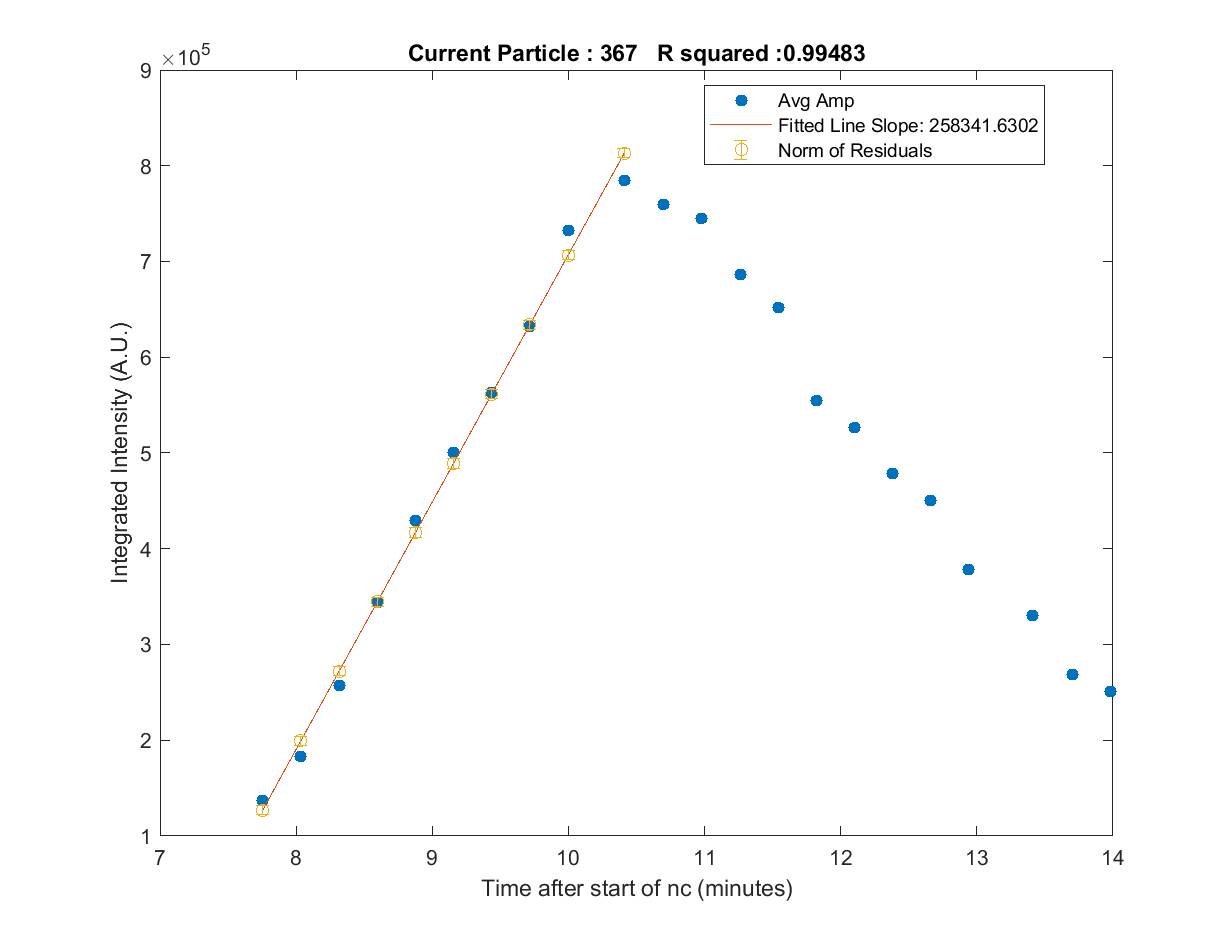 Current Particle : 367   R squared :0.99483
×10^5
Avg Amp
Fitted Line Slope: 258341.6302
Norm of Residuals
9
8
7
6
5
4
3
2
1
Integrated Intensity (A.U.)
7 8 9 10 11 12 13 14
Time after start of nc (minutes)